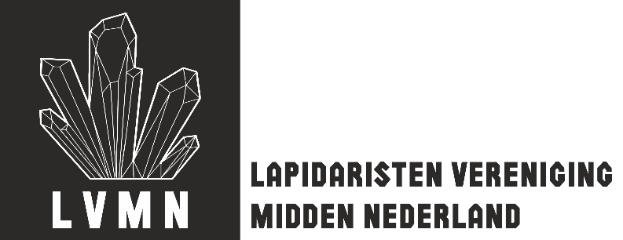 LVMN
LAPIDARISTEN VERENIGING
MIDDEN NEDERLAND